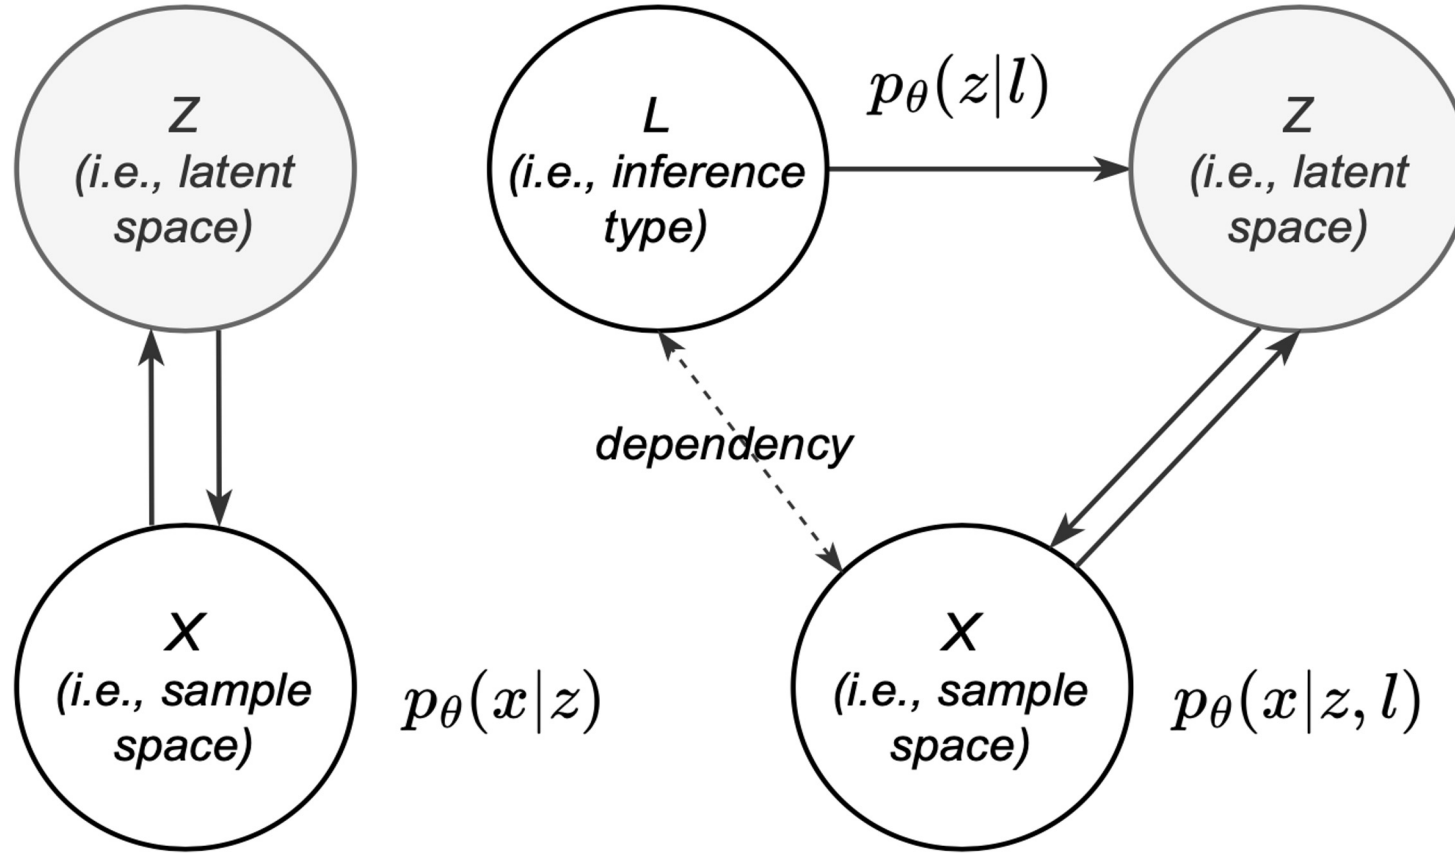 Z
(i.e., latent
space)
X
(i.e., sample
space)
pθ(x|z)
L
(i.e., inference
type)
pθ(z|l)
Z
(i.e., latent
space)
dependency
X
(i.e., sample
space)
pθ(x|z, l)